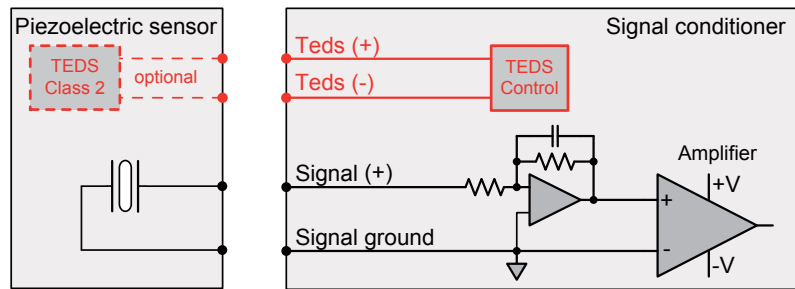 Piezoelectric sensor
TEDS
Class 2
optional
Signal conditioner
Teds (+)
Teds (-)
TEDS
Control
Signal (+)
Amplifier
+V
+
-
-V
Signal ground